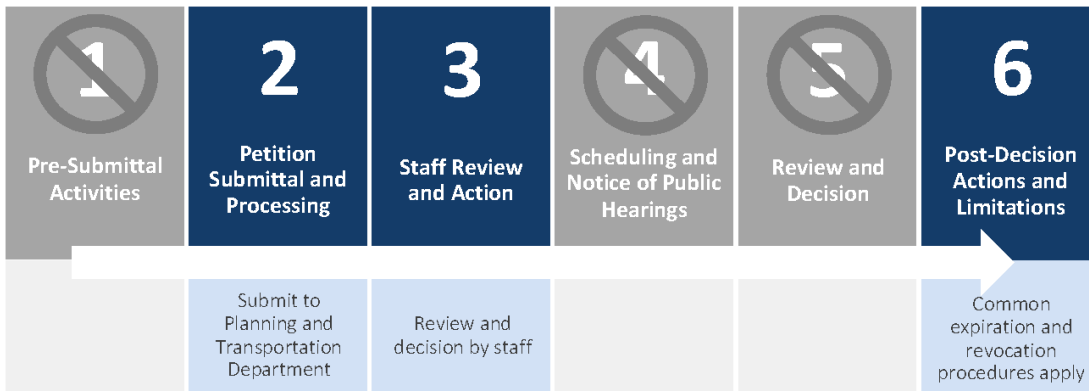 1
Pre-Submittal
Activities
2
Petition
Submittal and
Processing
3
Staff Review
and Action
4
Scheduling and
Notice of Public
Hearings
5
Review and
Decision
6
Post-Decision
Actions and
Limitations
Submit to
Planning and
Transportation
Department
Review and
decision by staff
Common
expiration and
revocation
procedures apply